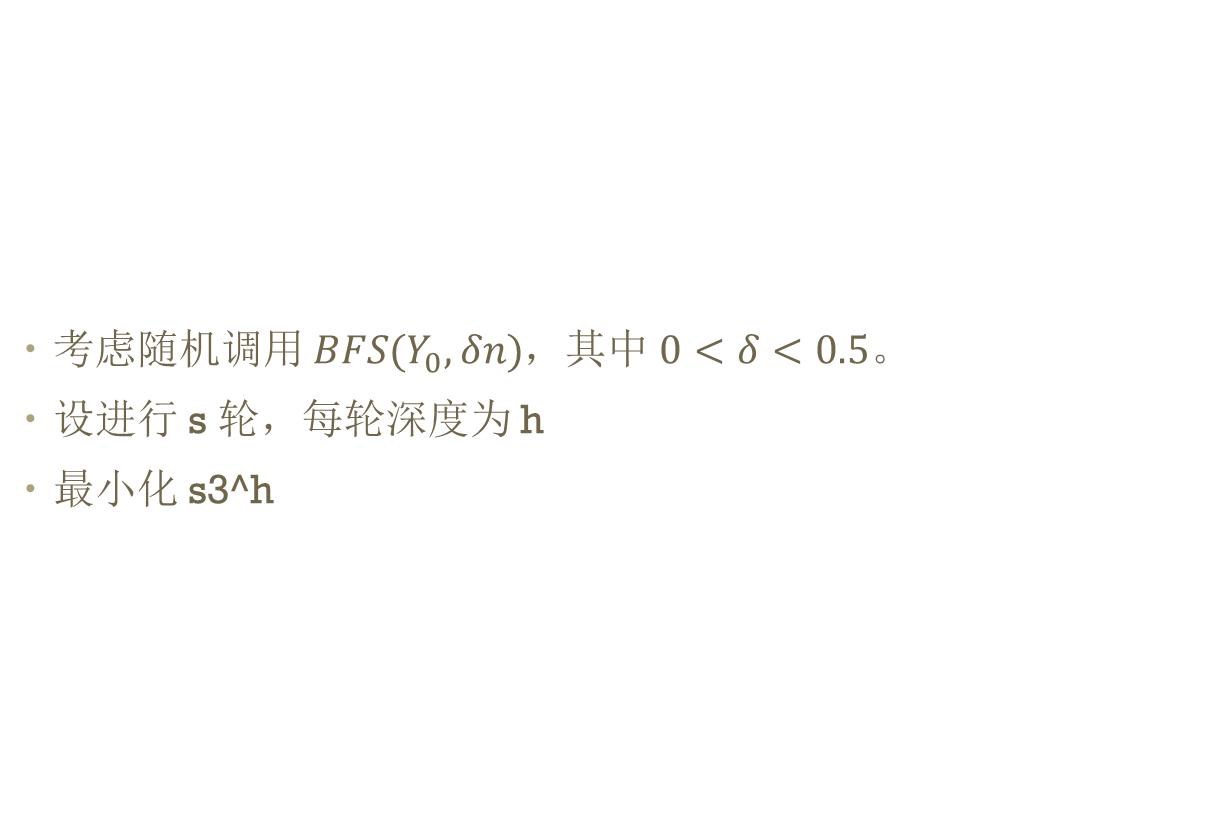 • 考虑随机调用 BFS(Y₀, δn)，其中 0 < δ < 0.5。
• 设进行 s 轮，每轮深度为 h
• 最小化 s3^h